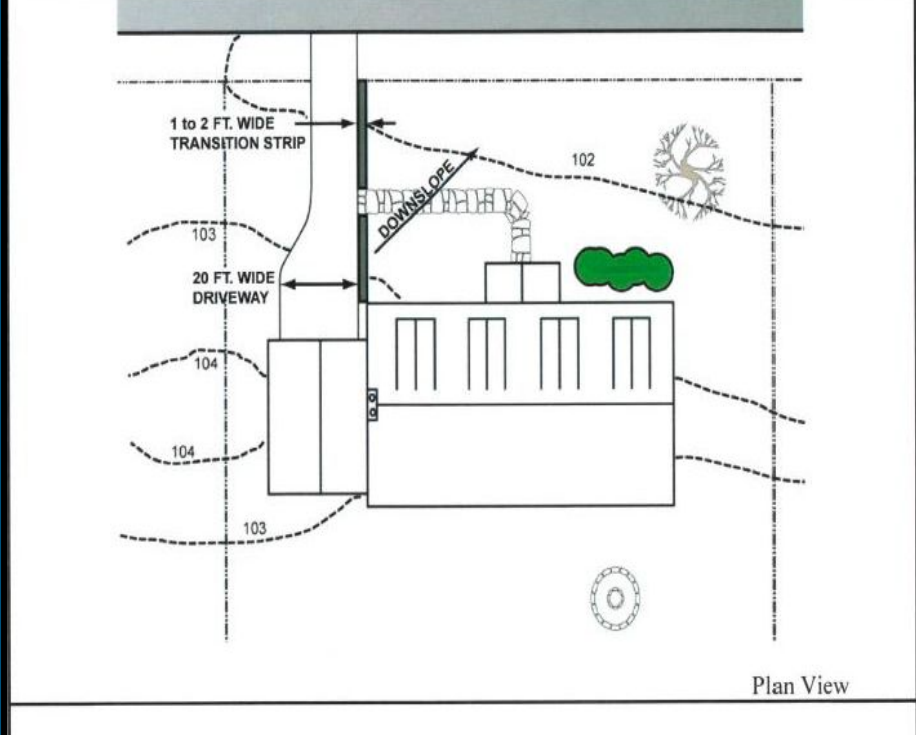 1 to 2 FT. WIDE
TRANSITION STRIP
DOWNSLOPE
102
103
20 FT. WIDE
DRIVEWAY
104
104
103
Plan View